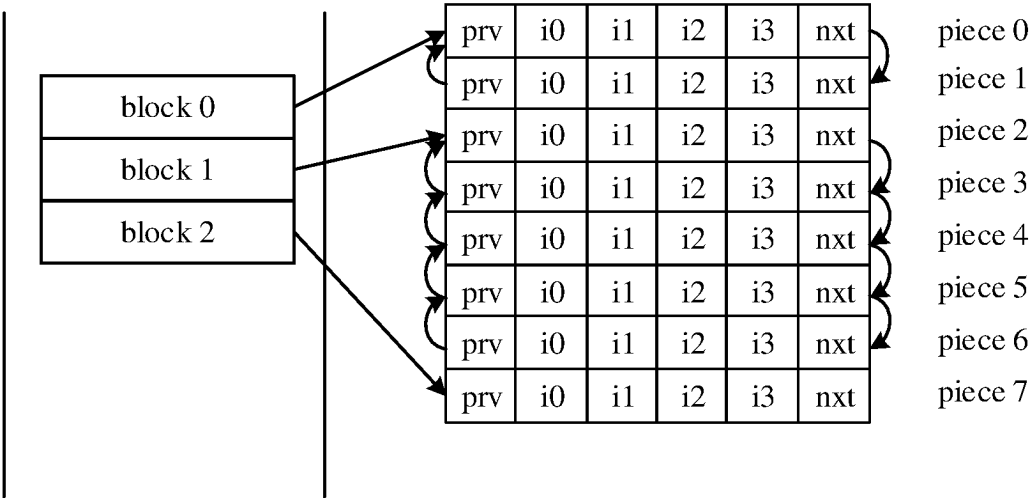 block 0
block 1
block 2
prv i0 i1 i2 i3 nxt piece 0
prv i0 i1 i2 i3 nxt piece 1
prv i0 i1 i2 i3 nxt piece 2
prv i0 i1 i2 i3 nxt piece 3
prv i0 i1 i2 i3 nxt piece 4
prv i0 i1 i2 i3 nxt piece 5
prv i0 i1 i2 i3 nxt piece 6
prv i0 i1 i2 i3 nxt piece 7